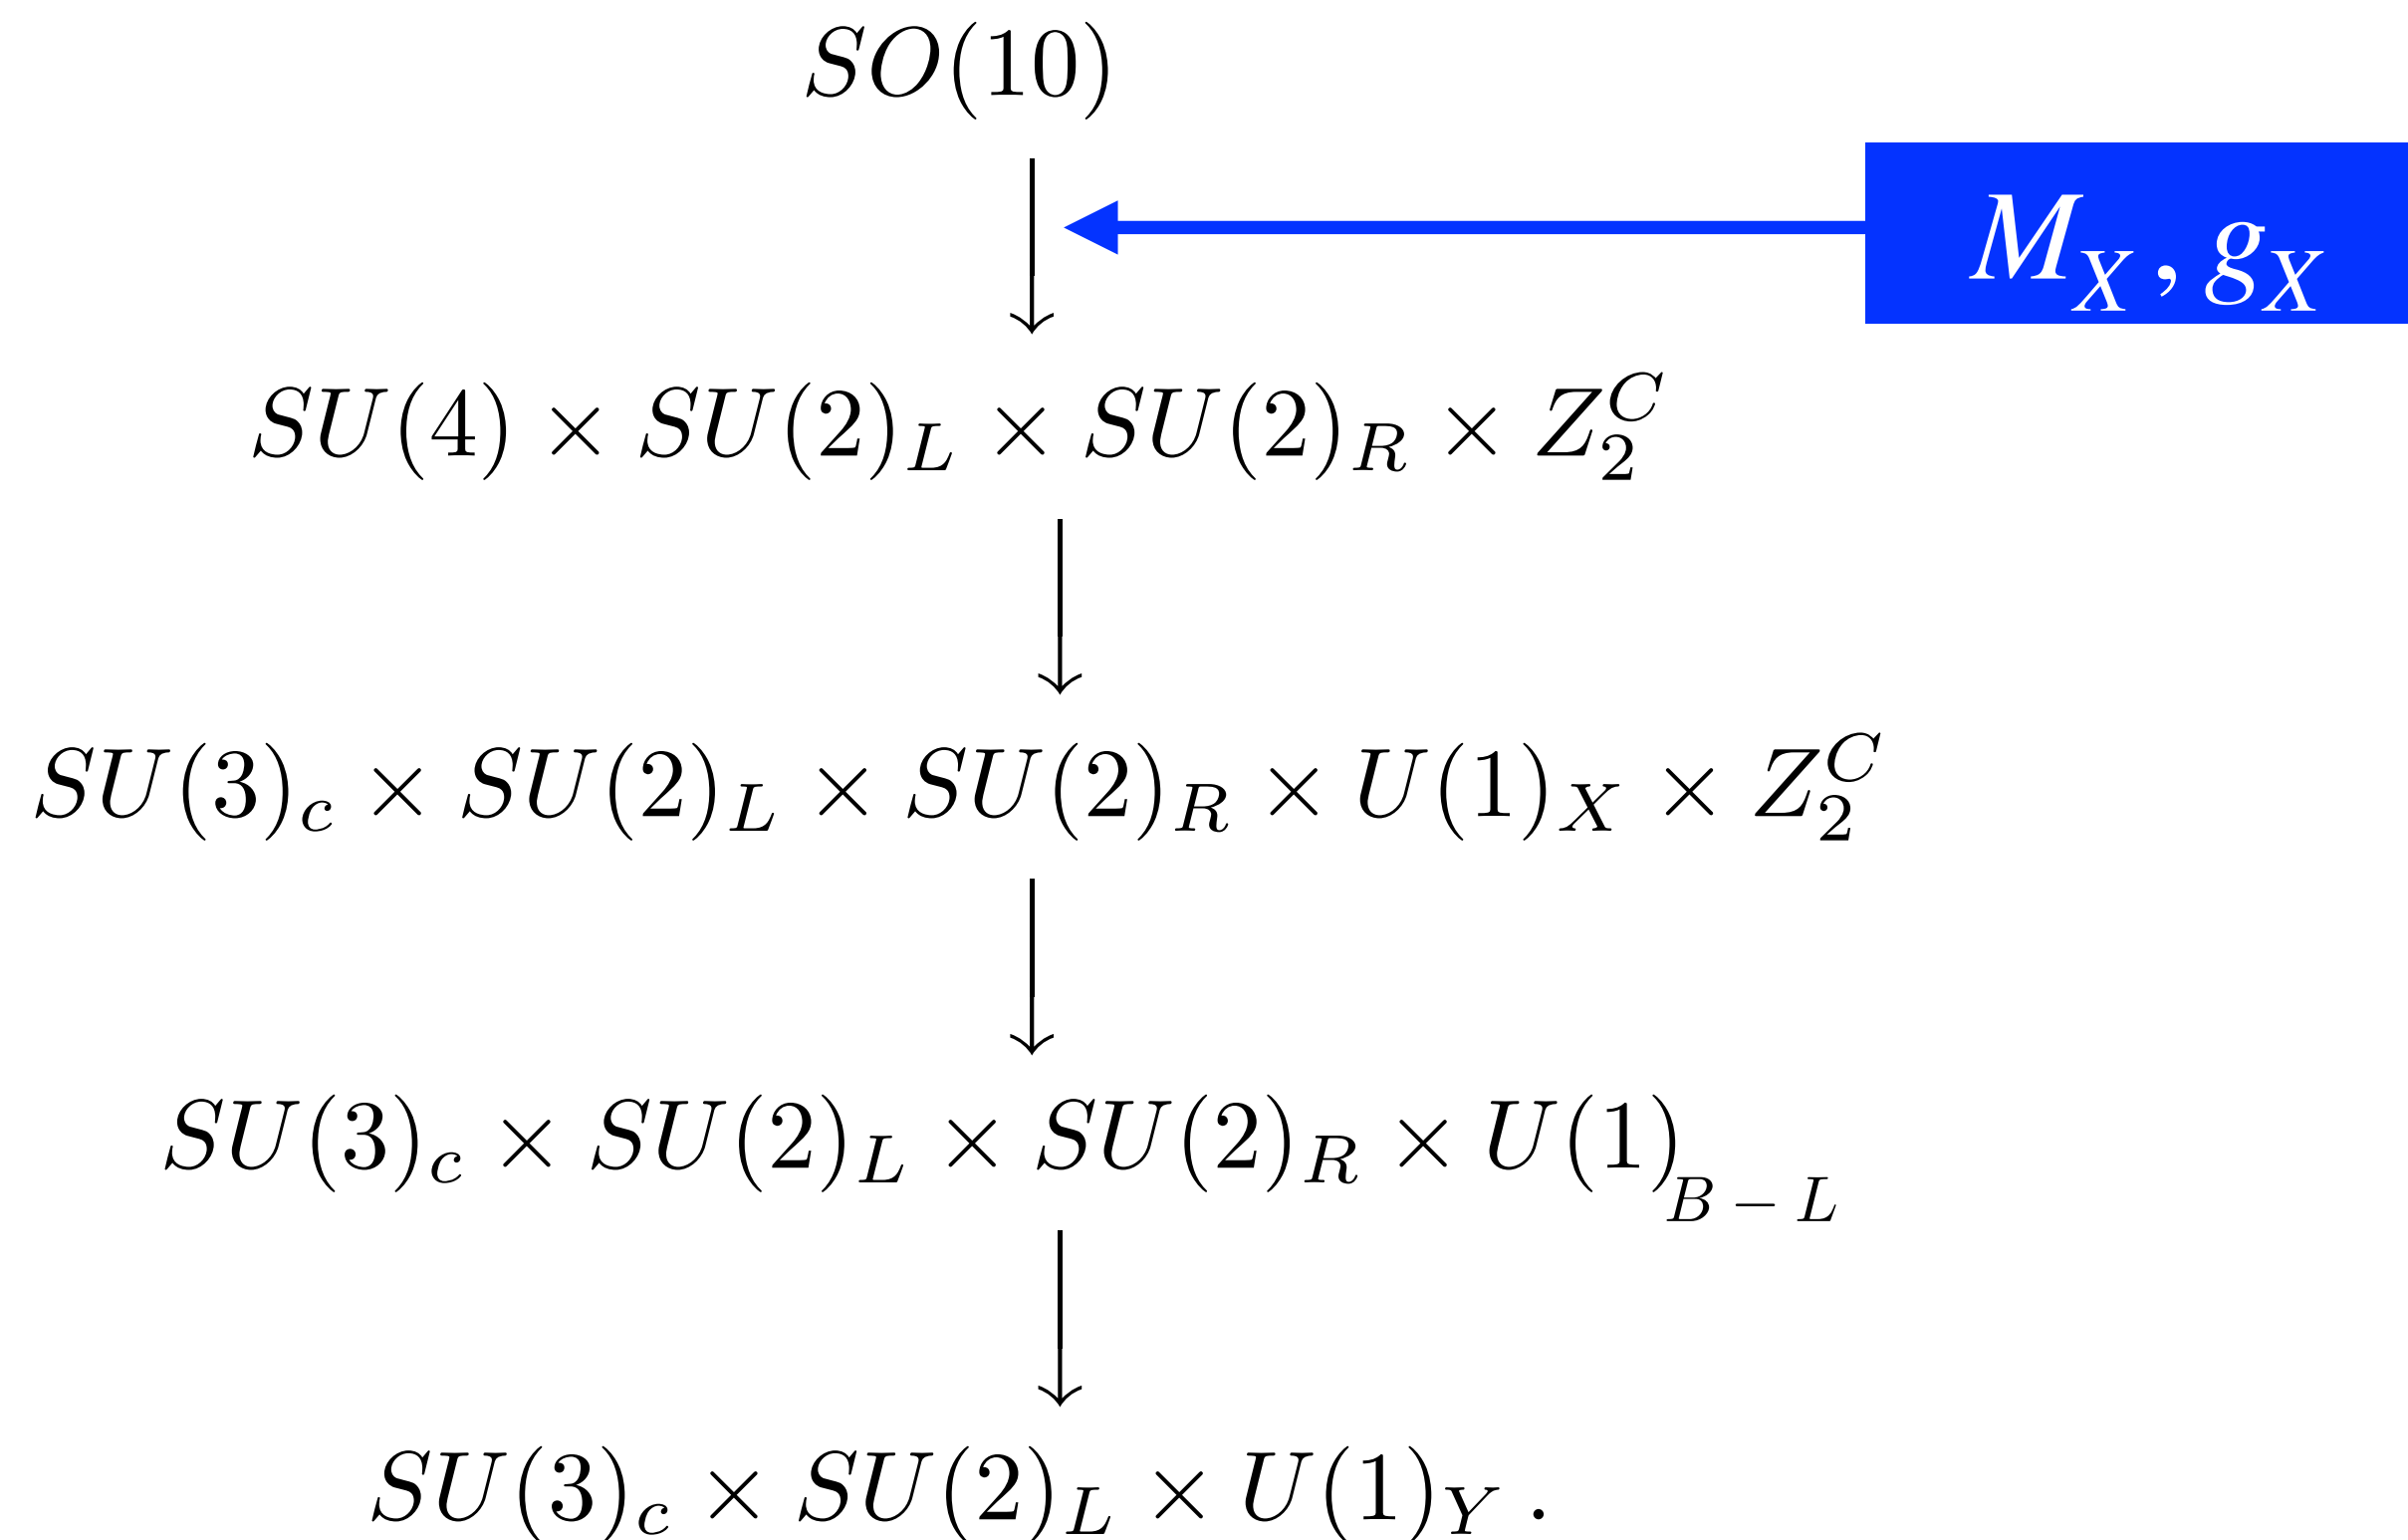 SO(10)
M_X, g_X
SU(4) × SU(2)_L × SU(2)_R × Z_2^C
SU(3)_c × SU(2)_L × SU(2)_R × U(1)_X × Z_2^C
SU(3)_c × SU(2)_L × SU(2)_R × U(1)_{B−L}
SU(3)_c × SU(2)_L × U(1)_Y .